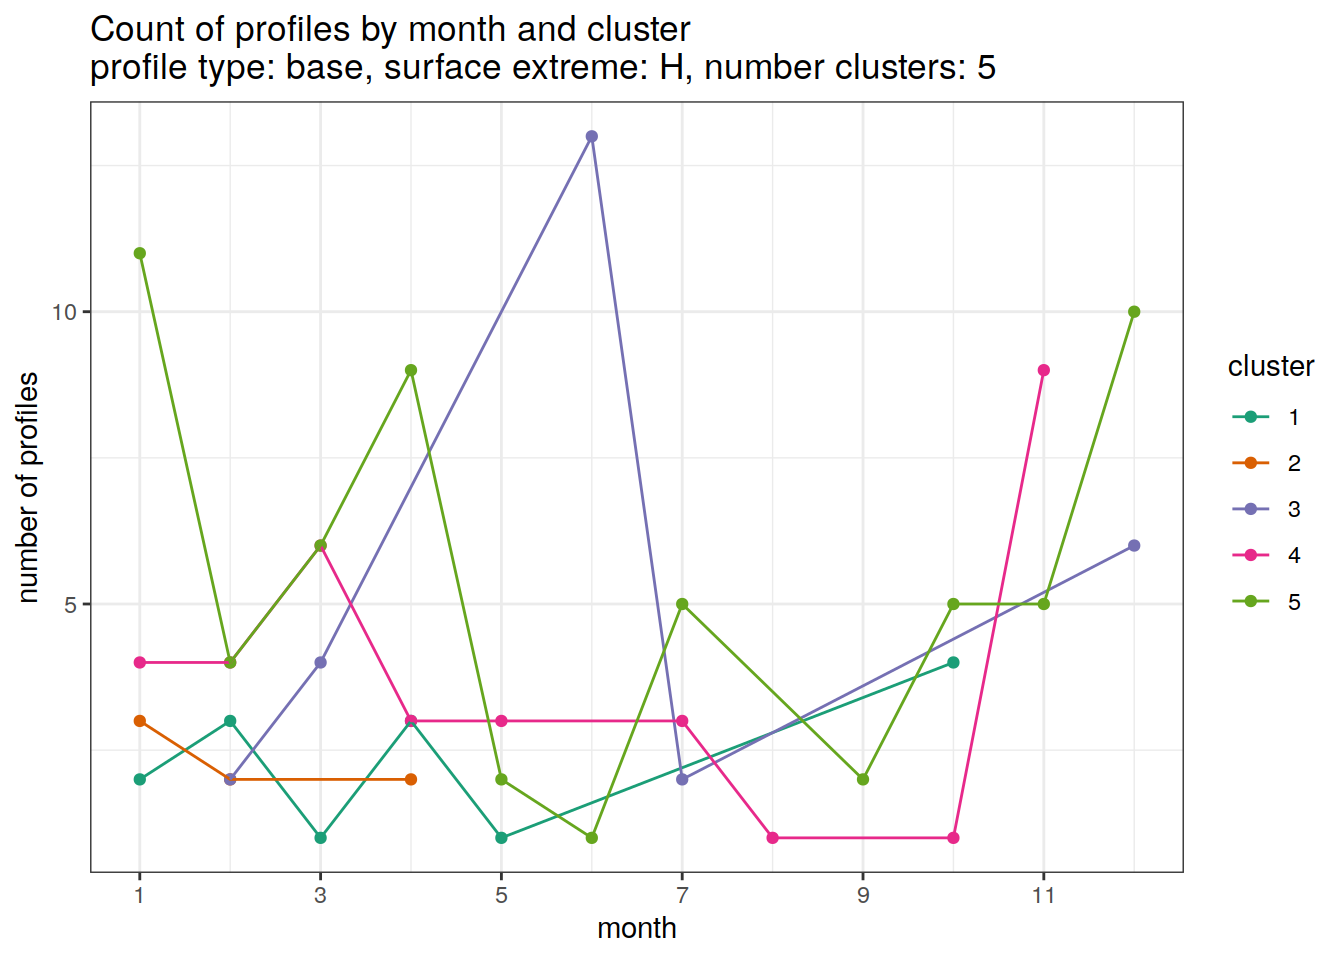 Count of profiles by month and cluster
profile type: base, surface extreme: H, number clusters: 5
10
5
number of profiles
1 3 5 7 9 11
month
cluster
1
2
3
4
5